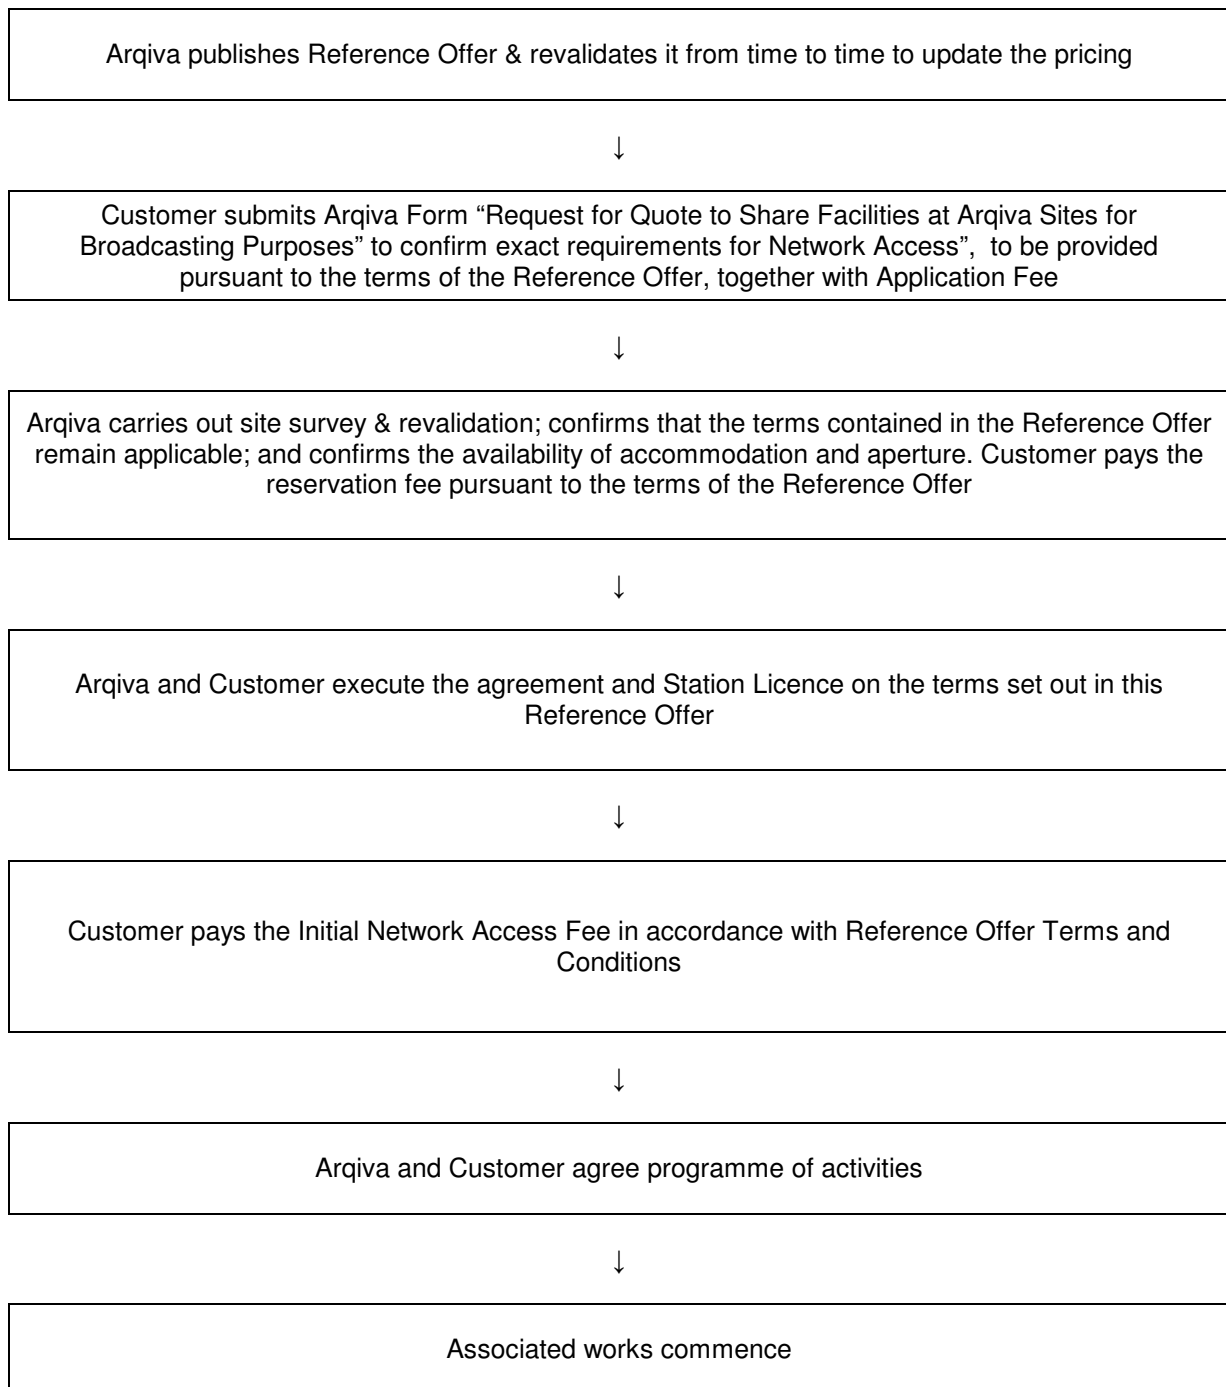 Arqiva publishes Reference Offer & revalidates it from time to time to update the pricing
↓
Customer submits Arqiva Form “Request for Quote to Share Facilities at Arqiva Sites for
Broadcasting Purposes” to confirm exact requirements for Network Access”, to be provided
pursuant to the terms of the Reference Offer, together with Application Fee
↓
Arqiva carries out site survey & revalidation; confirms that the terms contained in the Reference Offer
remain applicable; and confirms the availability of accommodation and aperture. Customer pays the
reservation fee pursuant to the terms of the Reference Offer
↓
Arqiva and Customer execute the agreement and Station Licence on the terms set out in this
Reference Offer
↓
Customer pays the Initial Network Access Fee in accordance with Reference Offer Terms and
Conditions
↓
Arqiva and Customer agree programme of activities
↓
Associated works commence